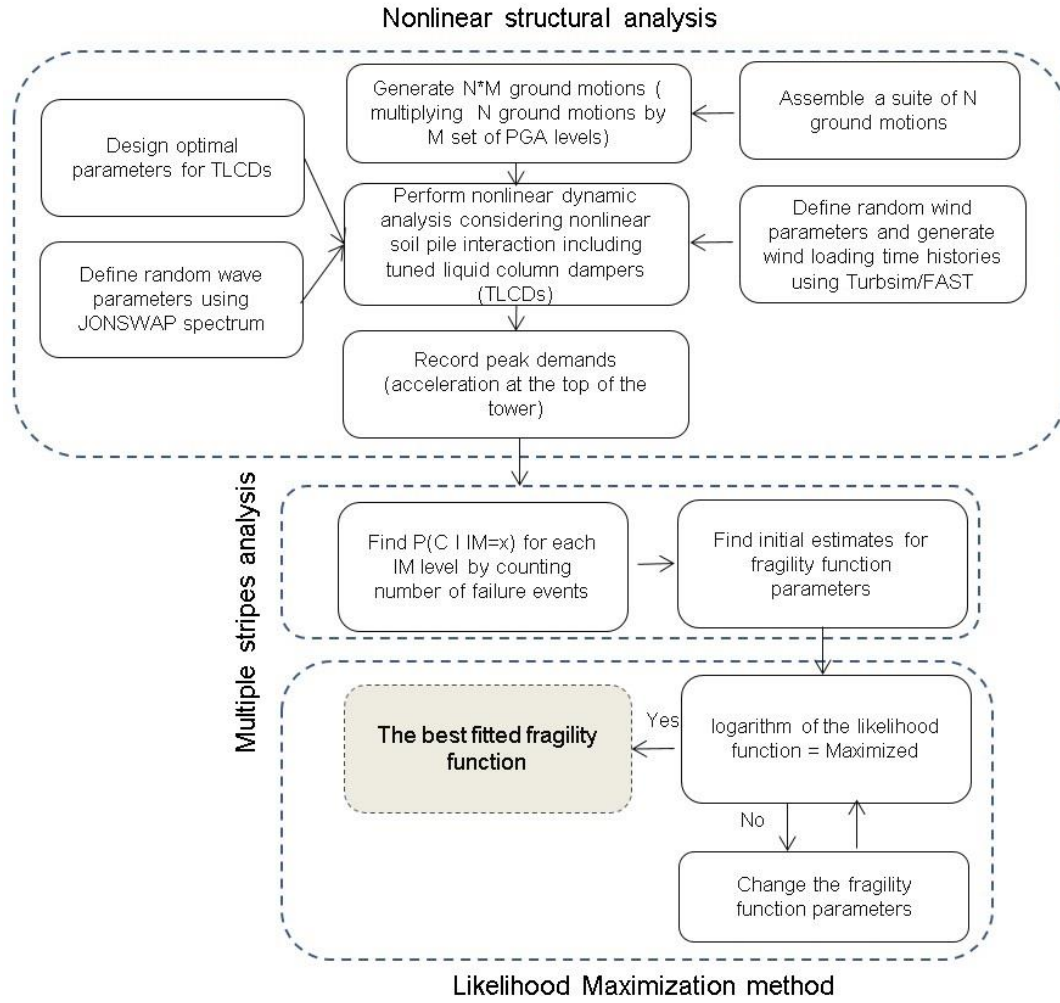 Nonlinear structural analysis
Generate N*M ground motions (
multiplying N ground motions by
M set of PGA levels)
Assemble a suite of N
ground motions
Design optimal
parameters for TLCDs
Perform nonlinear dynamic
analysis considering nonlinear
soil pile interaction including
tuned liquid column dampers
(TLCDs)
Define random wind
parameters and generate
wind loading time histories
using Turbsim/FAST
Define random wave
parameters using
JONSWAP spectrum
Record peak demands
(acceleration at the top of the
tower)
Multiple stripes analysis
Find P(C I IM=x) for each
IM level by counting
number of failure events
Find initial estimates for
fragility function
parameters
The best fitted fragility
function
Yes
logarithm of the likelihood
function = Maximized
No
Change the fragility
function parameters
Likelihood Maximization method